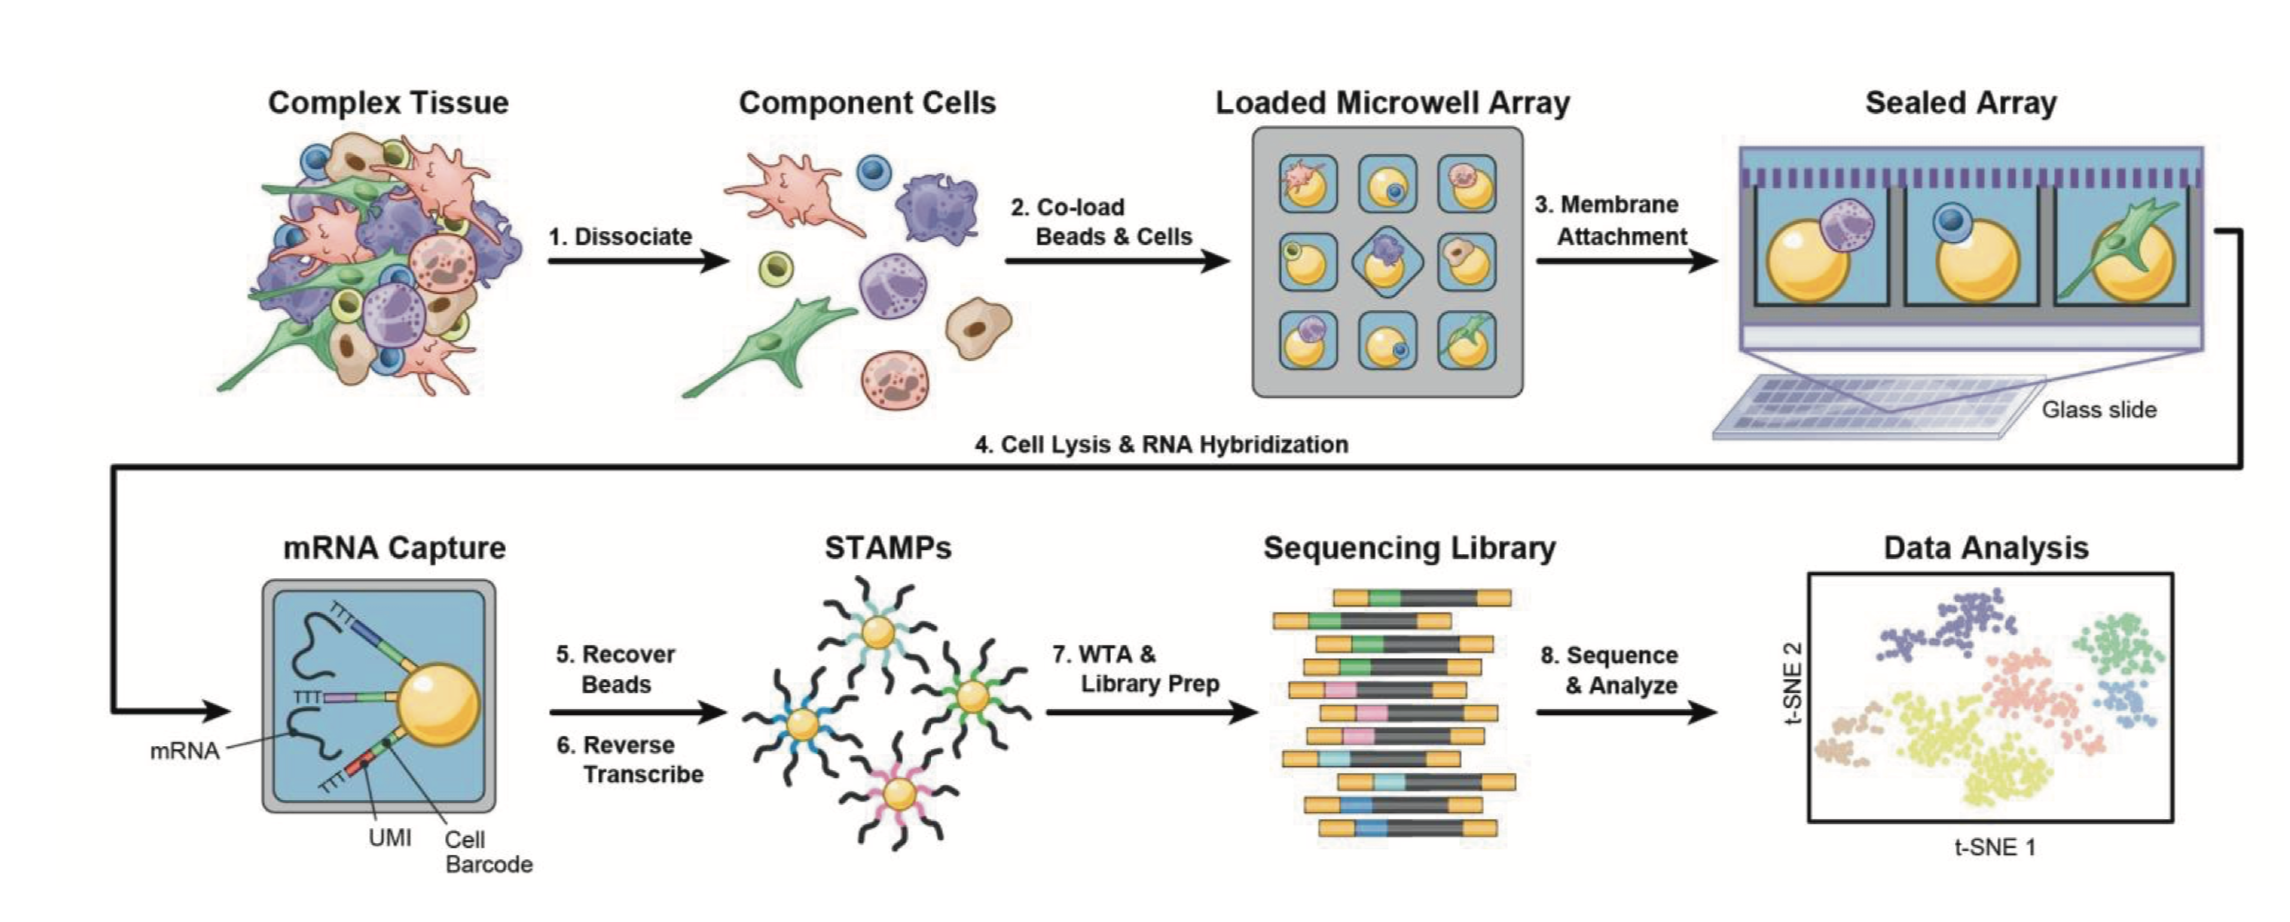 Complex Tissue
Component Cells
Loaded Microwell Array
Sealed Array
1. Dissociate
2. Co-load
Beads & Cells
3. Membrane
Attachment
Glass slide
4. Cell Lysis & RNA Hybridization
mRNA Capture
STAMPs
Sequencing Library
Data Analysis
TTT
TTT
TTT
mRNA
UMI
Cell
Barcode
5. Recover
Beads
6. Reverse
Transcribe
7. WTA &
Library Prep
8. Sequence
& Analyze
t-SNE 2
t-SNE 1